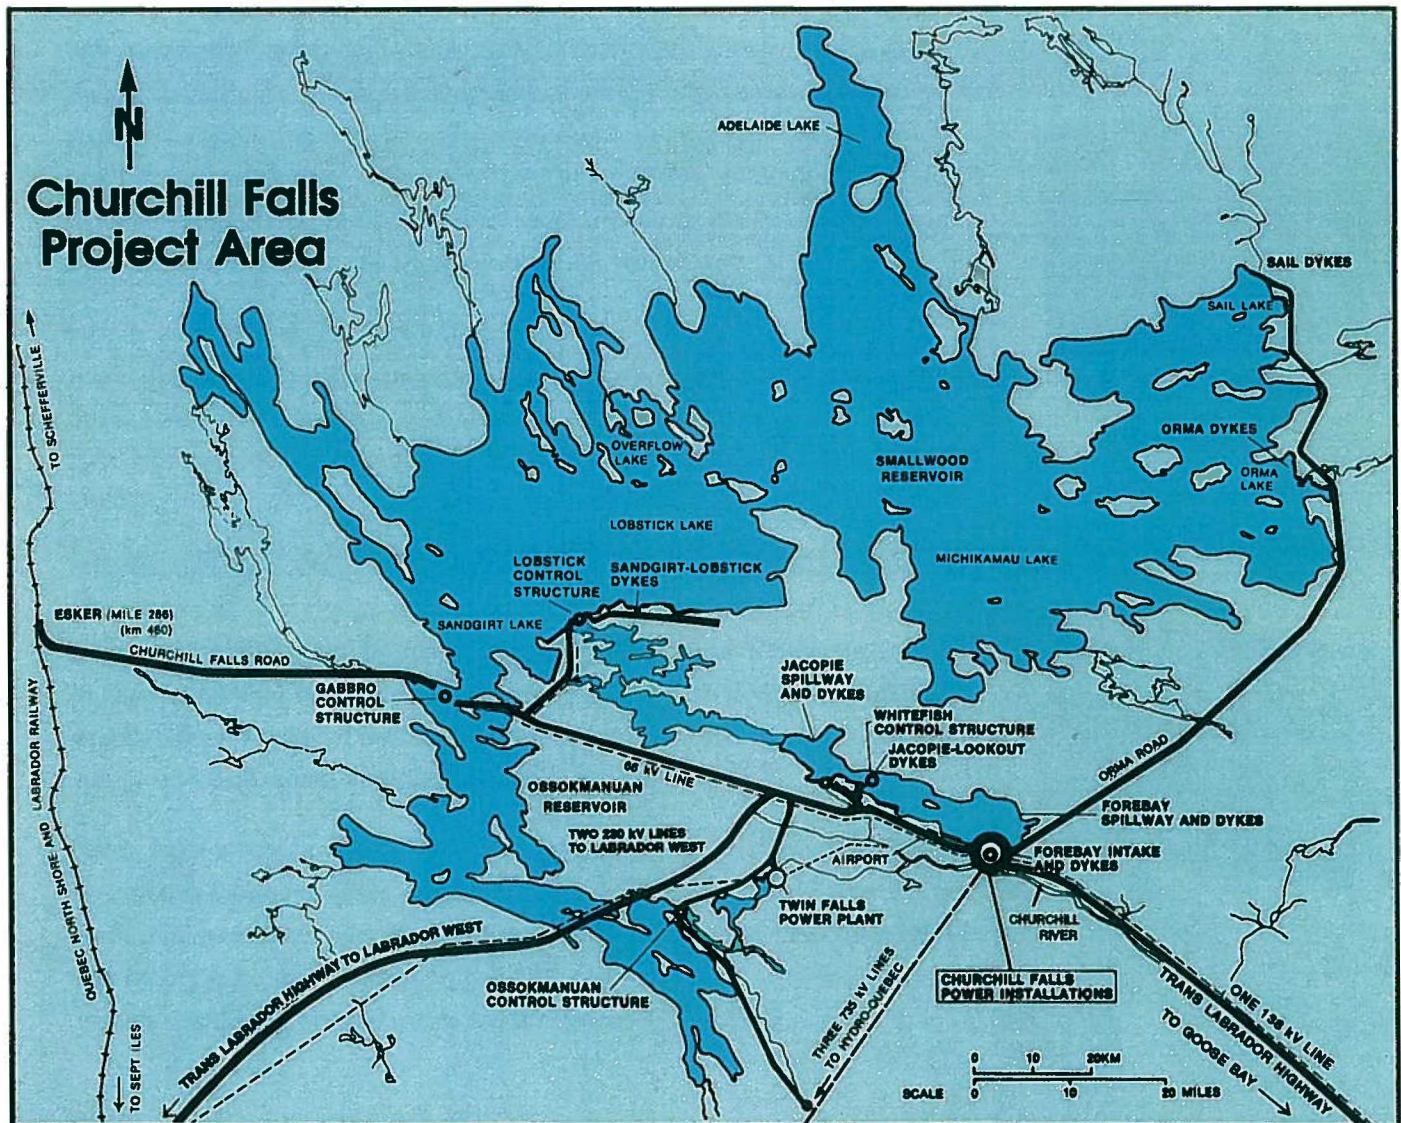 N
Churchill Falls
Project Area
ADELAIDE LAKE
SAIL DYKES
SAIL LAKE
TO SCHEFFERVILLE
OVERFLOW
LAKE
SMALLWOOD
RESERVOIR
ORMA DYKES
ORMA
LAKE
LOBSTICK LAKE
MICHIKAMAU LAKE
LOBSTICK
CONTROL
STRUCTURE
SANDGIRT-LOBSTICK
DYKES
SANDGIRT LAKE
ESKER (MILE 286)
(km 460)
CHURCHILL FALLS ROAD
GABBRO
CONTROL
STRUCTURE
JACOPIE
SPILLWAY
AND DYKES
WHITEFISH
CONTROL STRUCTURE
JACOPIE-LOOKOUT
DYKES
ORMA ROAD
66 kV LINE
OSSOKMANUAN
RESERVOIR
TWO 230 kV LINES
TO LABRADOR WEST
FOREBAY
SPILLWAY AND DYKES
FOREBAY INTAKE
AND DYKES
AIRPORT
TWIN FALLS
POWER PLANT
CHURCHILL
RIVER
QUEBEC NORTH SHORE AND LABRADOR RAILWAY
TRANS LABRADOR HIGHWAY TO LABRADOR WEST
OSSOKMANUAN
CONTROL STRUCTURE
THREE 735 kV LINES
TO HYDRO-QUEBEC
CHURCHILL FALLS
POWER INSTALLATIONS
ONE 138 kV LINE
TRANS LABRADOR HIGHWAY
TO GOOSE BAY
TO SEPT ILES
0 10 20KM
SCALE 0 10 20 MILES